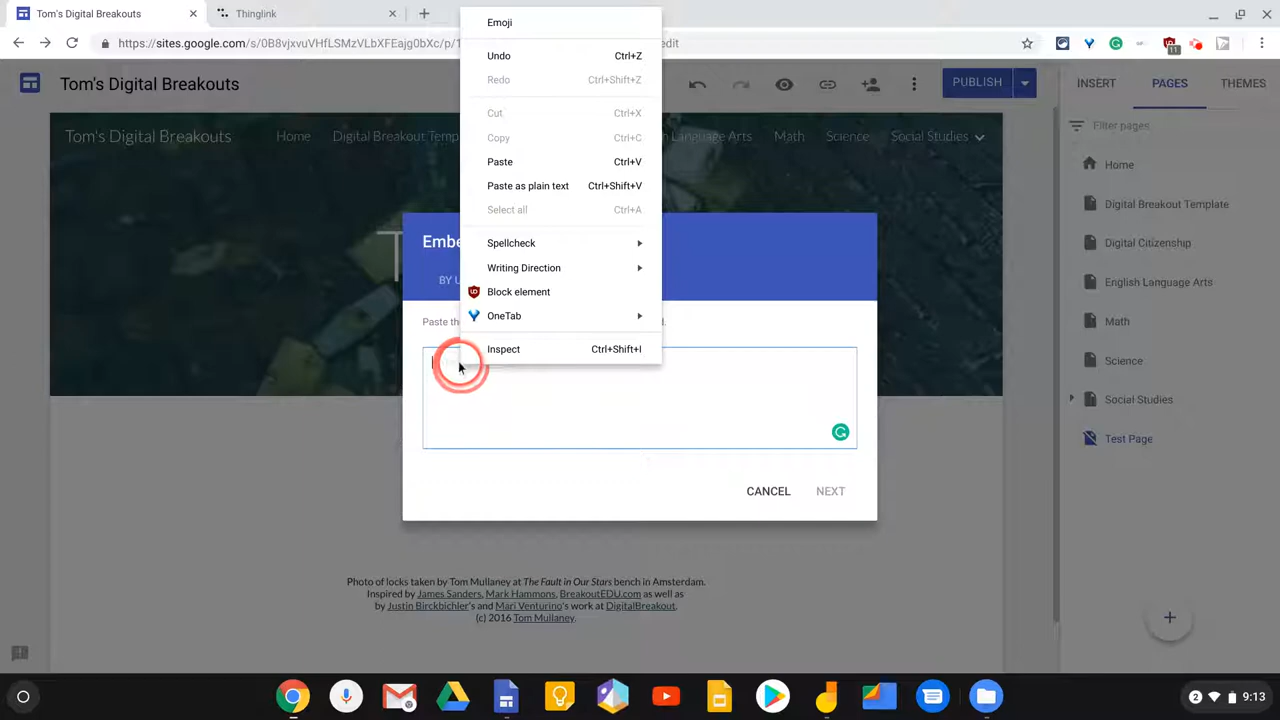 Tom's Digital Breakouts
Thinglink
https://sites.google.com/s/0B8vjxvuVHfLSMzVLbXFEajg0bXc/p/1
edit
Tom's Digital Breakouts
PUBLISH
INSERT
PAGES
THEMES
Tom's Digital Breakouts
Home
Digital Breakout Temp
h Language Arts
Math
Science
Social Studies
Filter pages
Home
Digital Breakout Template
Digital Citizenship
English Language Arts
Math
Science
Social Studies
Test Page
T
Embe
BY U
Paste th
d.
CANCEL
NEXT
Emoji
Undo Ctrl+Z
Redo Ctrl+Shift+Z
Cut Ctrl+X
Copy Ctrl+C
Paste Ctrl+V
Paste as plain text Ctrl+Shift+V
Select all Ctrl+A
Spellcheck
Writing Direction
Block element
OneTab
Inspect Ctrl+Shift+I
Photo of locks taken by Tom Mullaney at The Fault in Our Stars bench in Amsterdam.
Inspired by James Sanders, Mark Hammons, BreakoutEDU.com as well as
by Justin Birckbichler's and Mari Venturino's work at DigitalBreakout.
(c) 2016 Tom Mullaney.
11
2
9:13